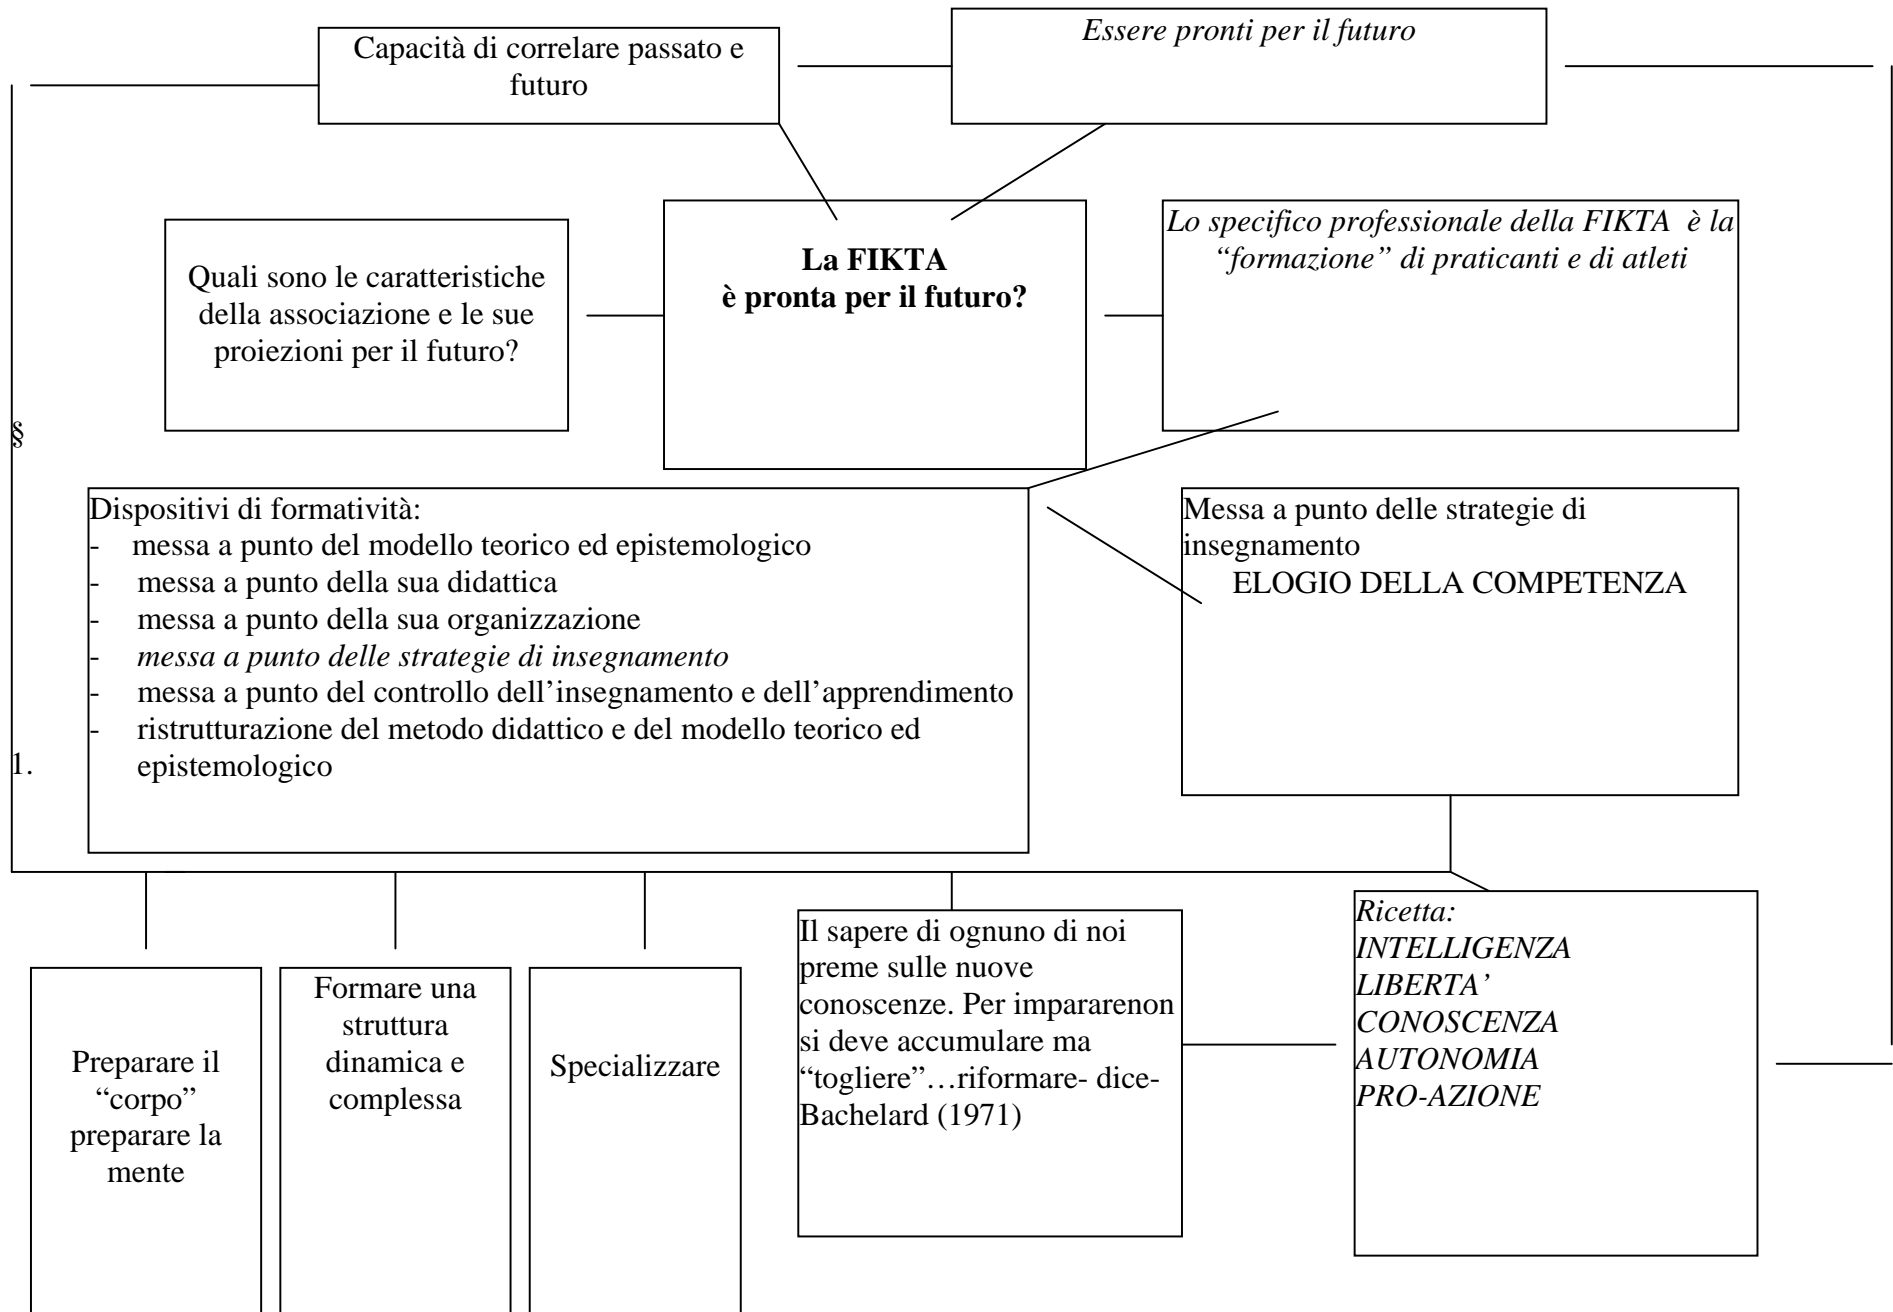 Capacità di correlare passato e
futuro
Essere pronti per il futuro
Quali sono le caratteristiche
della associazione e le sue
proiezioni per il futuro?
La FIKTA
è pronta per il futuro?
Lo specifico professionale della FIKTA è la
“formazione” di praticanti e di atleti
§
Dispositivi di formatività:
- messa a punto del modello teorico ed epistemologico
- messa a punto della sua didattica
- messa a punto della sua organizzazione
- messa a punto delle strategie di insegnamento
- messa a punto del controllo dell’insegnamento e dell’apprendimento
- ristrutturazione del metodo didattico e del modello teorico ed
epistemologico
1.
Messa a punto delle strategie di
insegnamento
ELOGIO DELLA COMPETENZA
Preparare il
“corpo”
preparare la
mente
Formare una
struttura
dinamica e
complessa
Specializzare
Il sapere di ognuno di noi
preme sulle nuove
conoscenze. Per impararenon
si deve accumulare ma
“togliere”…riformare- dice-
Bachelard (1971)
Ricetta:
INTELLIGENZA
LIBERTA’
CONOSCENZA
AUTONOMIA
PRO-AZIONE